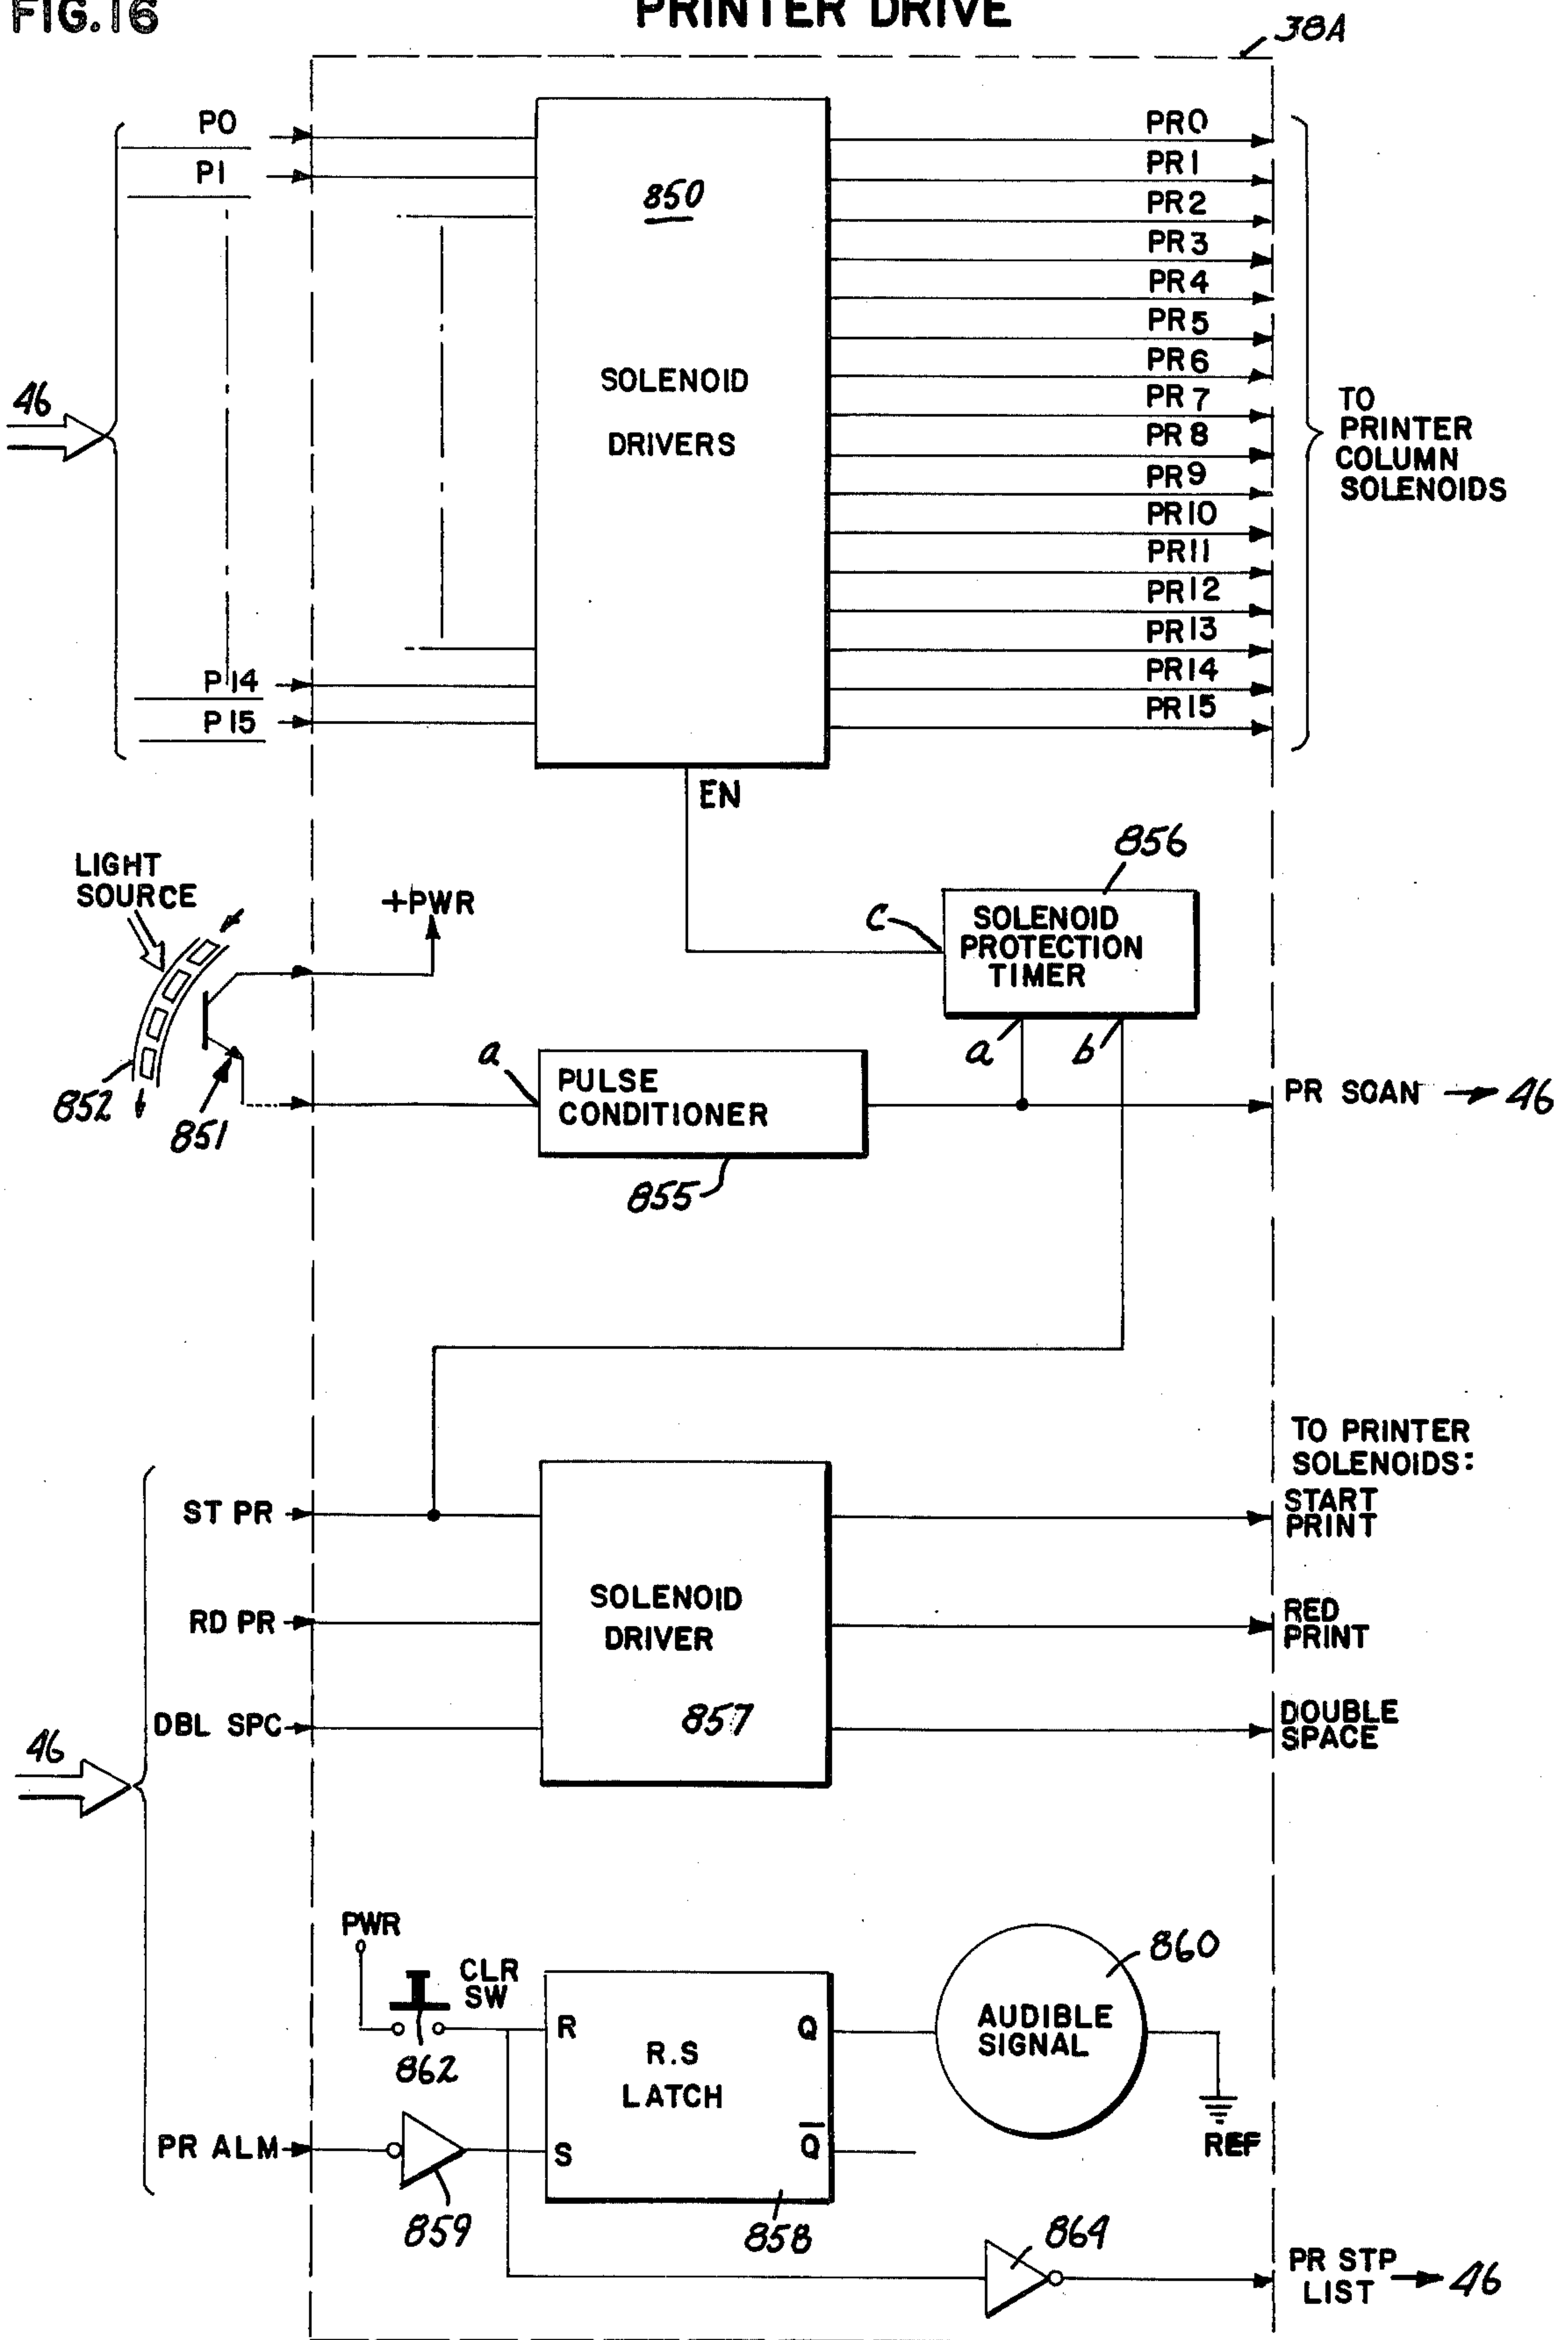 FIG.16
PRINTER DRIVE
38A
P0
P1
P14
P15
46
850
SOLENOID
DRIVERS
PR0
PR1
PR2
PR3
PR4
PR5
PR6
PR7
PR8
PR9
PR10
PR11
PR12
PR13
PR14
PR15
TO
PRINTER
COLUMN
SOLENOIDS
EN
LIGHT
SOURCE
+PWR
856
C
SOLENOID
PROTECTION
TIMER
a
b
852
851
a
PULSE
CONDITIONER
855
PR SCAN 46
TO PRINTER
SOLENOIDS:
ST PR
START
PRINT
RD PR
SOLENOID
DRIVER
857
RED
PRINT
DBL SPC
DOUBLE
SPACE
46
PWR
CLR
SW
862
R
Q
R.S
LATCH
S
Q
858
860
AUDIBLE
SIGNAL
REF
PR ALM
859
864
PR STP
LIST 46